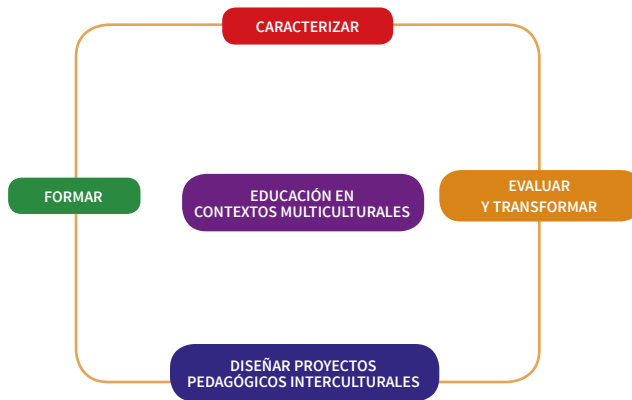 CARACTERIZAR
FORMAR
EDUCACIÓN EN
CONTEXTOS MULTICULTURALES
EVALUAR
Y TRANSFORMAR
DISEÑAR PROYECTOS
PEDAGÓGICOS INTERCULTURALES